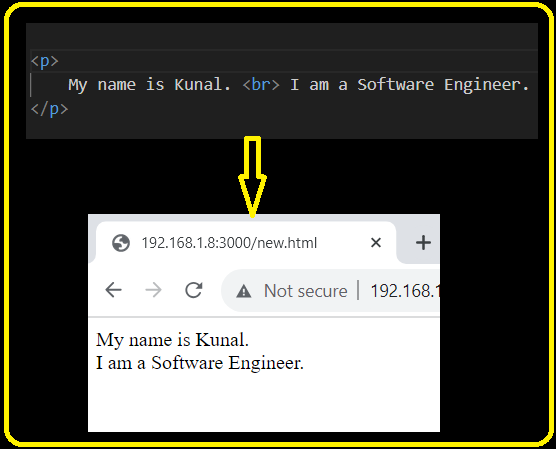 <p>
My name is Kunal. <br> I am a Software Engineer.
</p>
192.168.1.8:3000/new.html
Not secure | 192.168.1
My name is Kunal.
I am a Software Engineer.